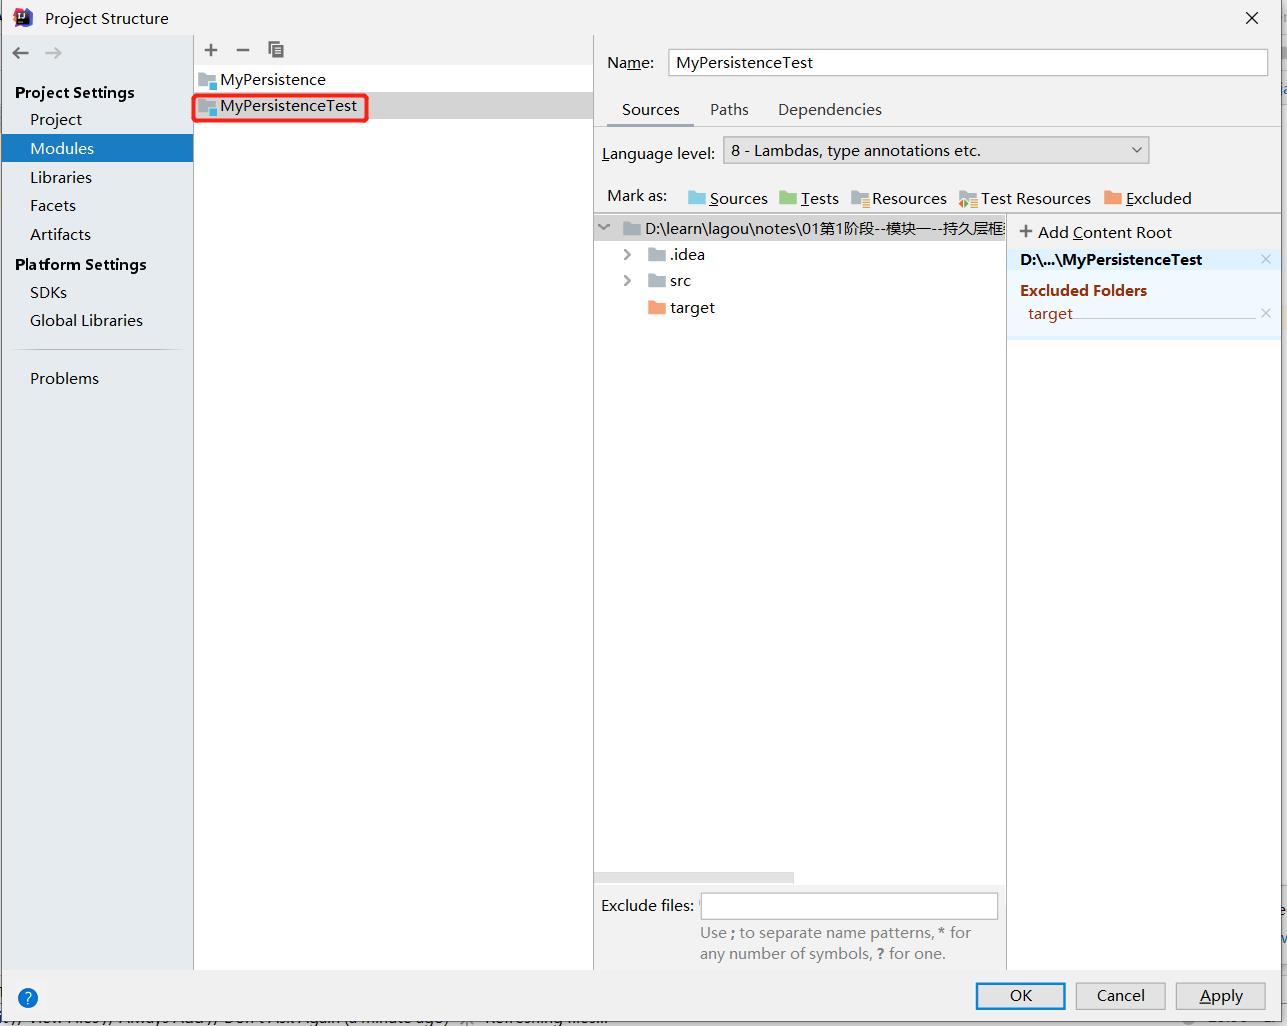 Project Structure
Project Settings
Project
Modules
Libraries
Facets
Artifacts
Platform Settings
SDKs
Global Libraries
Problems
MyPersistence
MyPersistenceTest
Name: MyPersistenceTest
Sources Paths Dependencies
Language level: 8 - Lambdas, type annotations etc.
Mark as: Sources Tests Resources Test Resources Excluded
D:\learn\lagou\notes\01第1阶段--模块一--持久层框
.idea
src
target
+ Add Content Root
D:\...\MyPersistenceTest
Excluded Folders
target
Exclude files:
Use ; to separate name patterns, * for
any number of symbols, ? for one.
? OK Cancel Apply